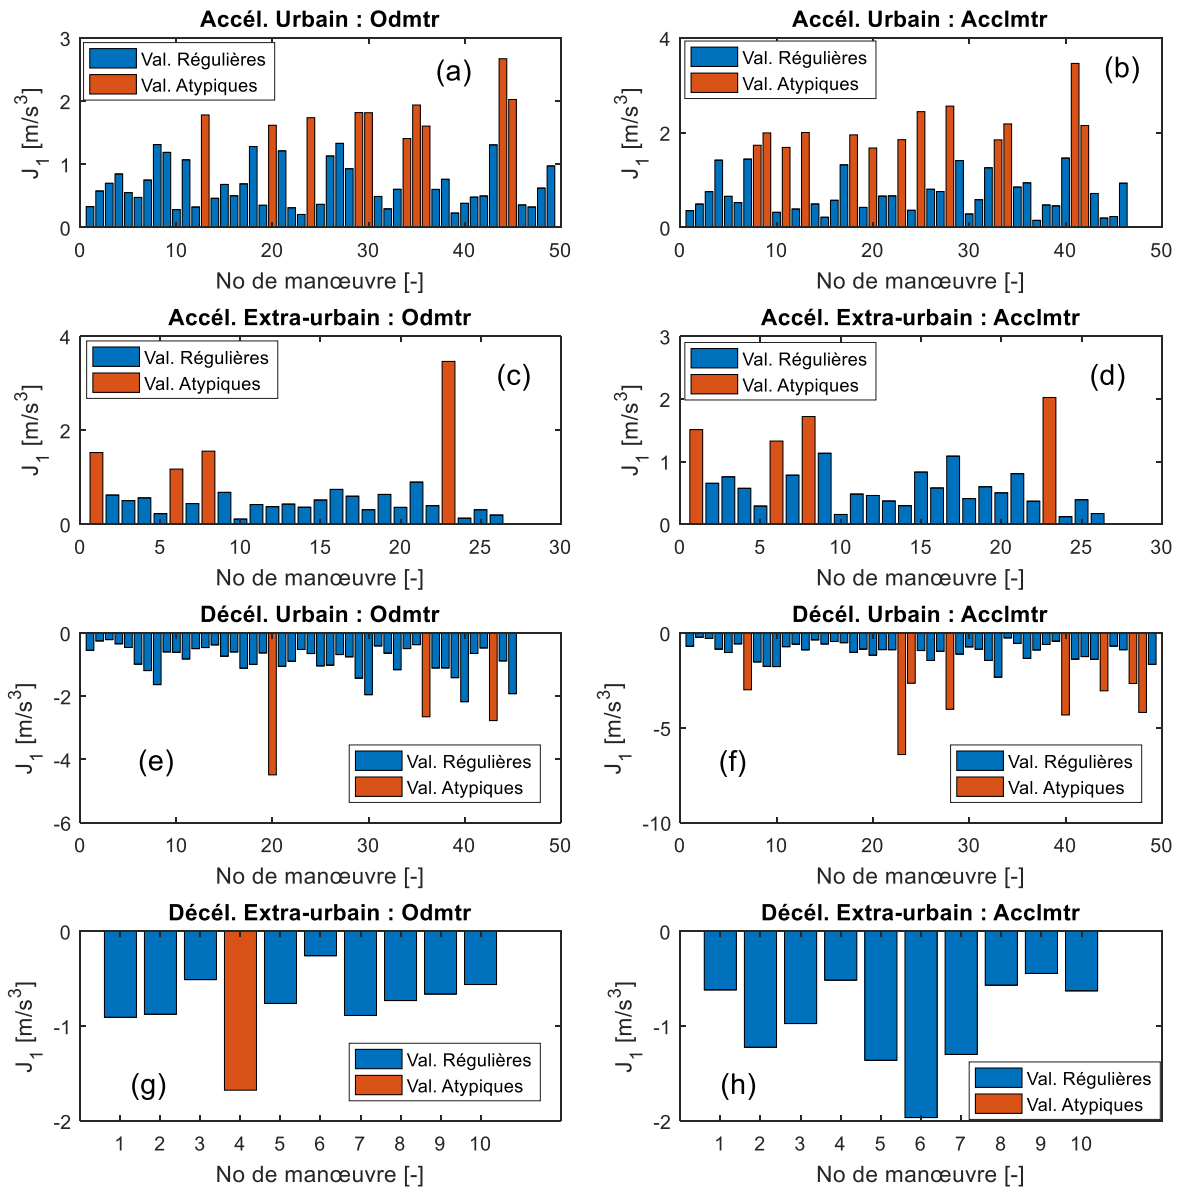 Accél. Urbain : Odmtr
3
2
1
0
J1 [m/s3]
Val. Régulières
Val. Atypiques
(a)
0 10 20 30 40 50
No de manœuvre [-]
Accél. Urbain : Acclmtr
4
2
0
J1 [m/s3]
Val. Régulières
Val. Atypiques
(b)
0 10 20 30 40 50
No de manœuvre [-]
Accél. Extra-urbain : Odmtr
4
2
0
J1 [m/s3]
Val. Régulières
Val. Atypiques
(c)
0 5 10 15 20 25 30
No de manœuvre [-]
Accél. Extra-urbain : Acclmtr
3
2
1
0
J1 [m/s3]
Val. Régulières
Val. Atypiques
(d)
0 5 10 15 20 25 30
No de manœuvre [-]
Décél. Urbain : Odmtr
0
-2
-4
-6
J1 [m/s3]
(e)
Val. Régulières
Val. Atypiques
0 10 20 30 40 50
No de manœuvre [-]
Décél. Urbain : Acclmtr
0
-5
-10
J1 [m/s3]
(f)
Val. Régulières
Val. Atypiques
0 10 20 30 40 50
No de manœuvre [-]
Décél. Extra-urbain : Odmtr
0
-1
-2
J1 [m/s3]
(g)
Val. Régulières
Val. Atypiques
1 2 3 4 5 6 7 8 9 10
No de manœuvre [-]
Décél. Extra-urbain : Acclmtr
0
-1
-2
J1 [m/s3]
(h)
Val. Régulières
Val. Atypiques
1 2 3 4 5 6 7 8 9 10
No de manœuvre [-]